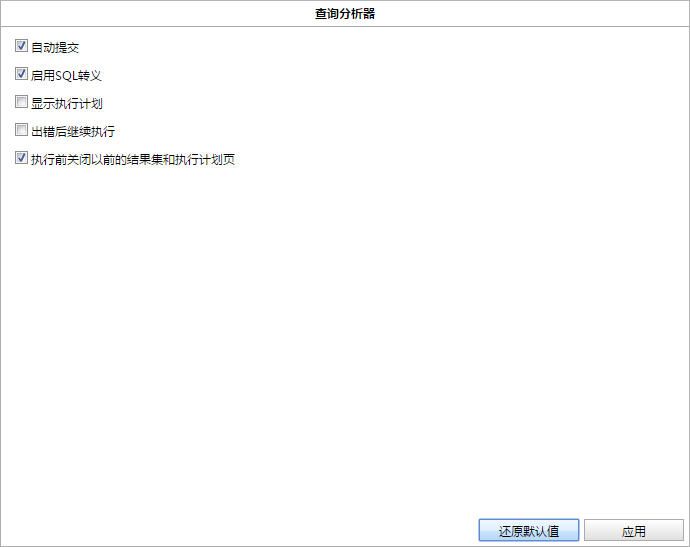 查询分析器
自动提交
启用SQL转义
显示执行计划
出错后继续执行
执行前关闭以前的结果集和执行计划页
还原默认值 应用